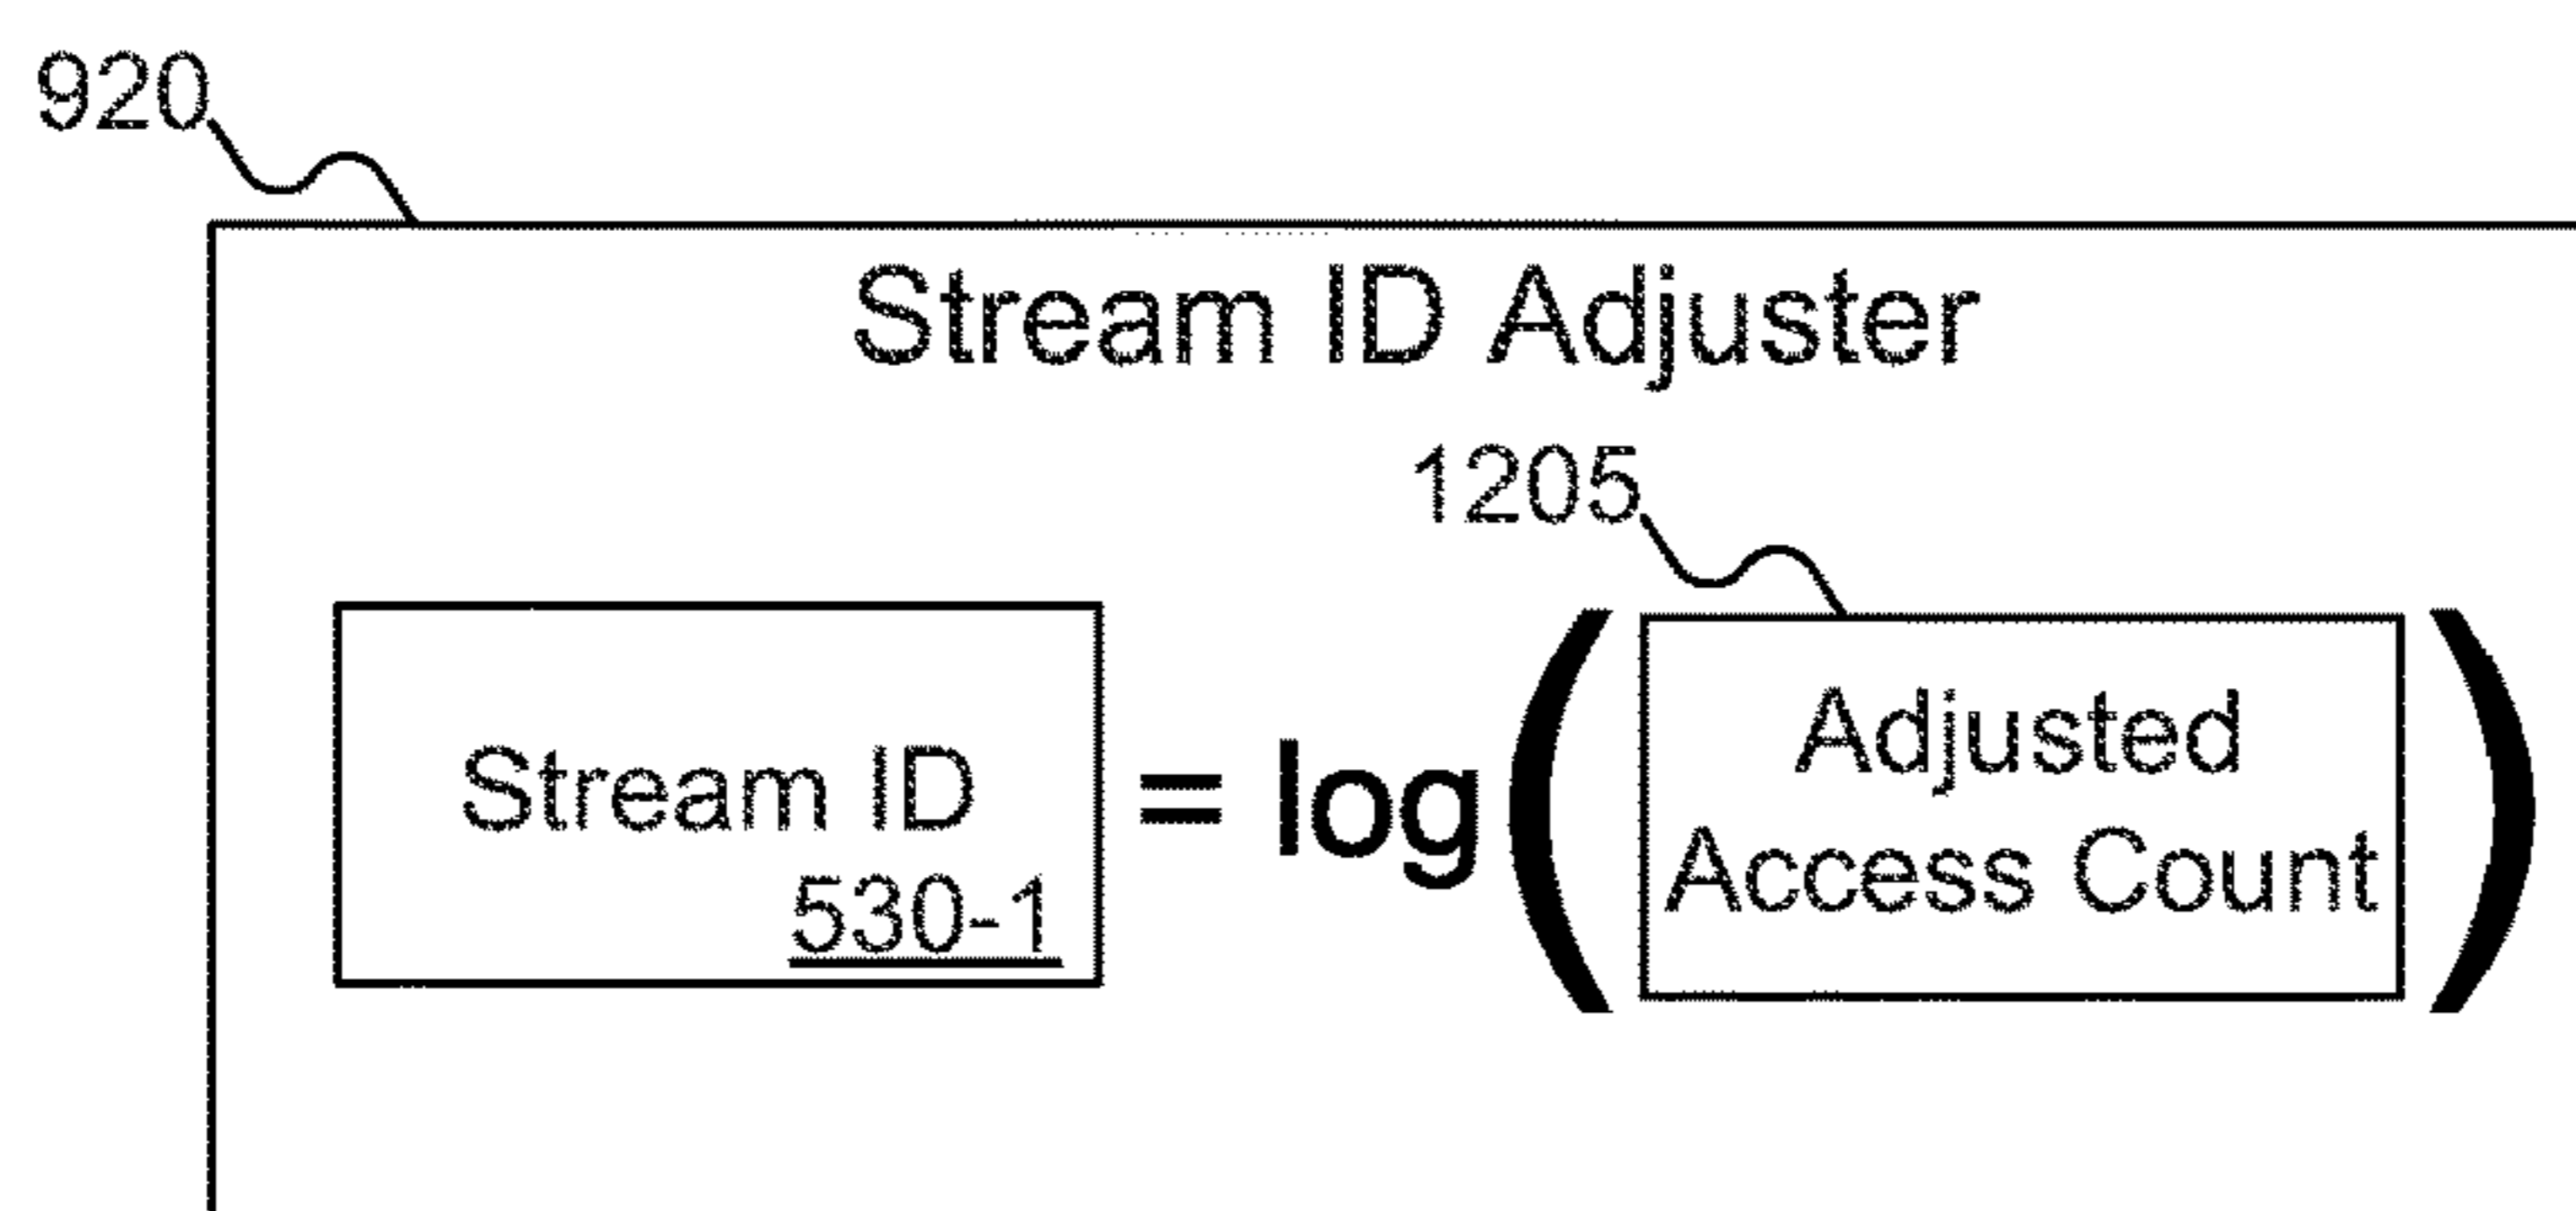 920
Stream ID Adjuster
1205
Stream ID
530-1
= log(
Adjusted
Access Count
)